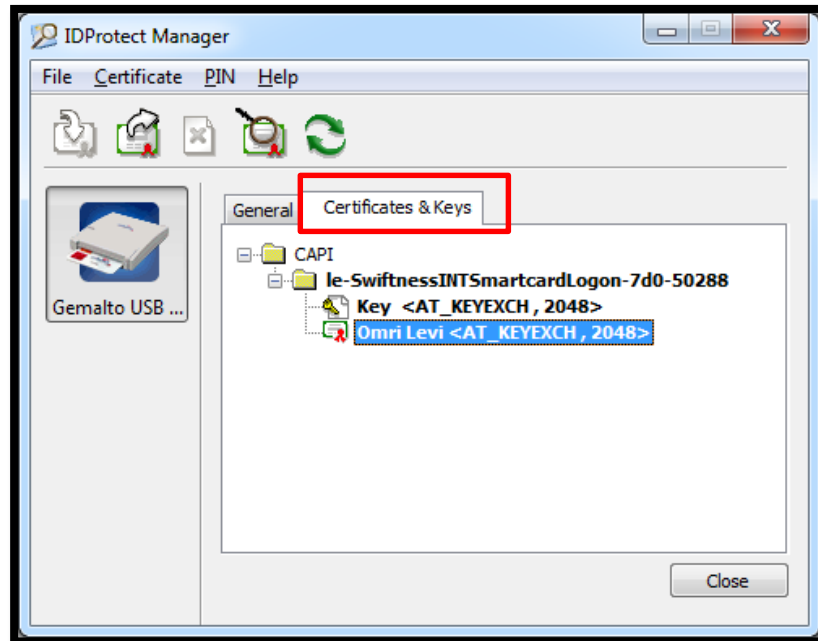 IDProtect Manager
File Certificate PIN Help
General Certificates & Keys
CAPI
le-SwiftnessINTSmartcardLogon-7d0-50288
Key <AT_KEYEXCH , 2048>
Omri Levi <AT_KEYEXCH , 2048>
Gemalto USB ...
Close